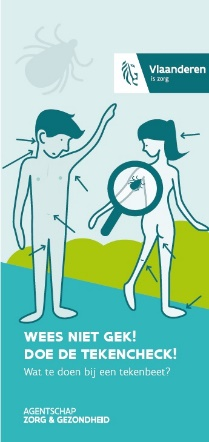 Vlaanderen
is zorg
WEES NIET GEK!
DOE DE TEKENCHECK!
Wat te doen bij een tekenbeet?
AGENTSCHAP
ZORG & GEZONDHEID